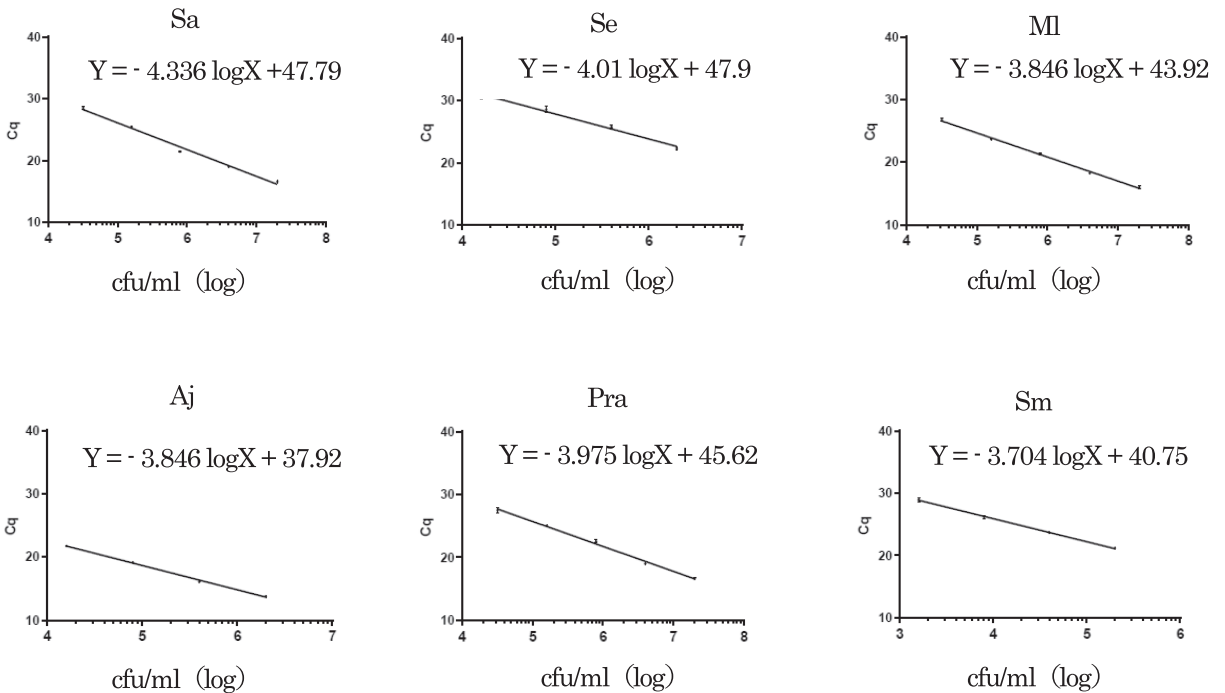 Sa
Y = - 4.336 logX +47.79
40
30
20
10
Cq
4 5 6 7 8
cfu/ml (log)
Se
Y = - 4.01 logX + 47.9
40
30
20
10
Cq
4 5 6 7
cfu/ml (log)
Ml
Y = - 3.846 logX + 43.92
40
30
20
10
Cq
4 5 6 7 8
cfu/ml (log)
Aj
Y = - 3.846 logX + 37.92
40
30
20
10
Cq
4 5 6 7
cfu/ml (log)
Pra
Y = - 3.975 logX + 45.62
40
30
20
10
Cq
4 5 6 7 8
cfu/ml (log)
Sm
Y = - 3.704 logX + 40.75
40
30
20
10
Cq
3 4 5 6
cfu/ml (log)